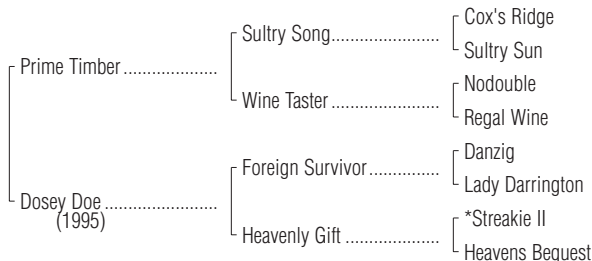 Cox's Ridge
Sultry Song....................
Sultry Sun
Prime Timber..................
Nodouble
Wine Taster....................
Regal Wine
Danzig
Foreign Survivor.............
Lady Darrington
Dosey Doe.....................
(1995)
*Streakie II
Heavenly Gift.................
Heavens Bequest